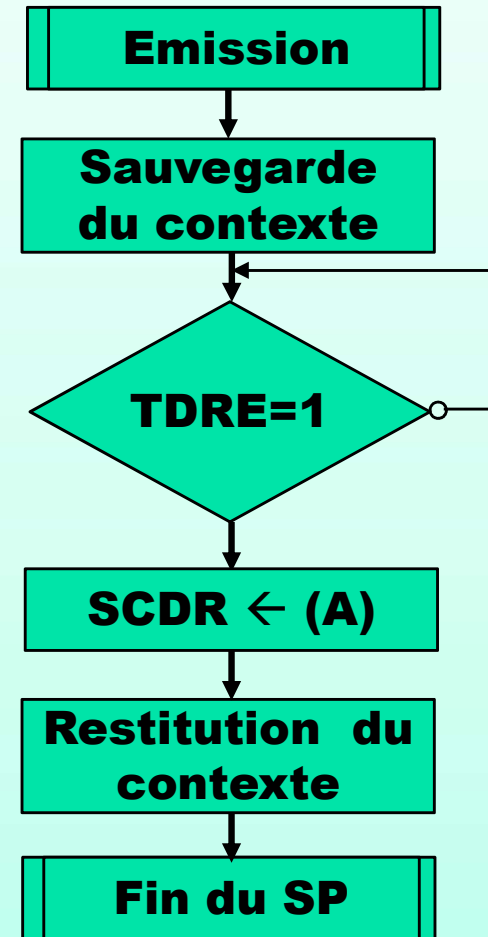 Emission
Sauvegarde
du contexte
TDRE=1
SCDR ← (A)
Restitution du
contexte
Fin du SP